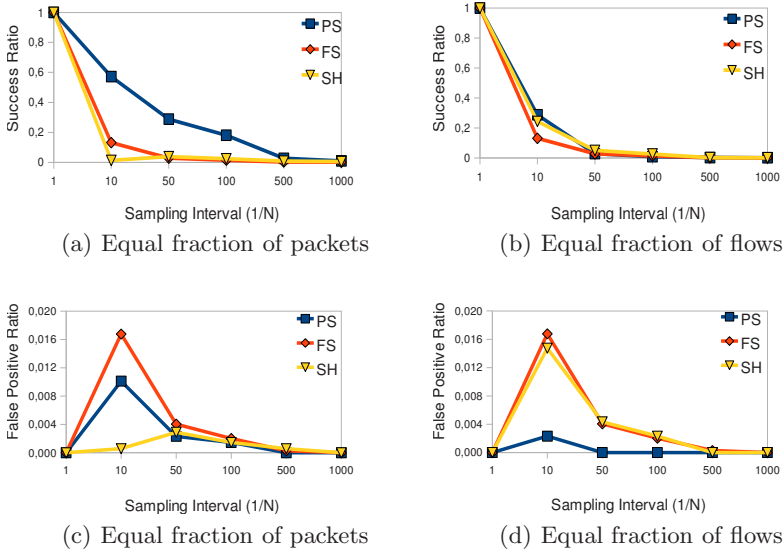 1
0,8
0,6
0,4
0,2
0
Success Ratio
PS
FS
SH
1 10 50 100 500 1000
Sampling Interval (1/N)
(a) Equal fraction of packets
1
0,8
0,6
0,4
0,2
0
Success Ratio
PS
FS
SH
1 10 50 100 500 1000
Sampling Interval (1/N)
(b) Equal fraction of flows
0,020
0,016
0,012
0,008
0,004
0,000
False Positive Ratio
PS
FS
SH
1 10 50 100 500 1000
Sampling Interval (1/N)
(c) Equal fraction of packets
0,020
0,016
0,012
0,008
0,004
0,000
False Positive Ratio
PS
FS
SH
1 10 50 100 500 1000
Sampling Interval (1/N)
(d) Equal fraction of flows